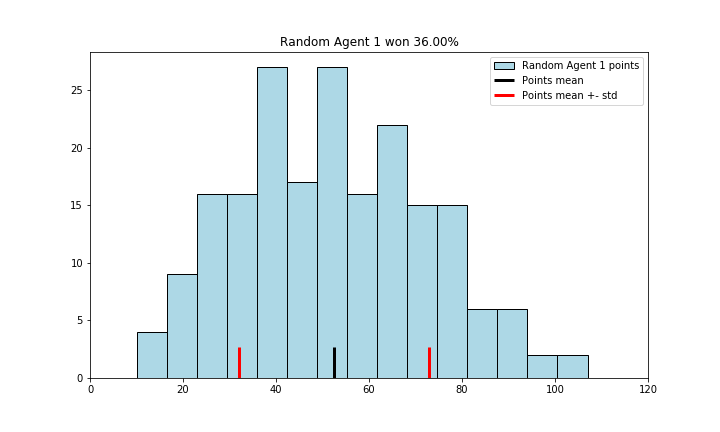 Random Agent 1 won 36.00%
Random Agent 1 points
Points mean
Points mean +- std
25
20
15
10
5
0
0 20 40 60 80 100 120